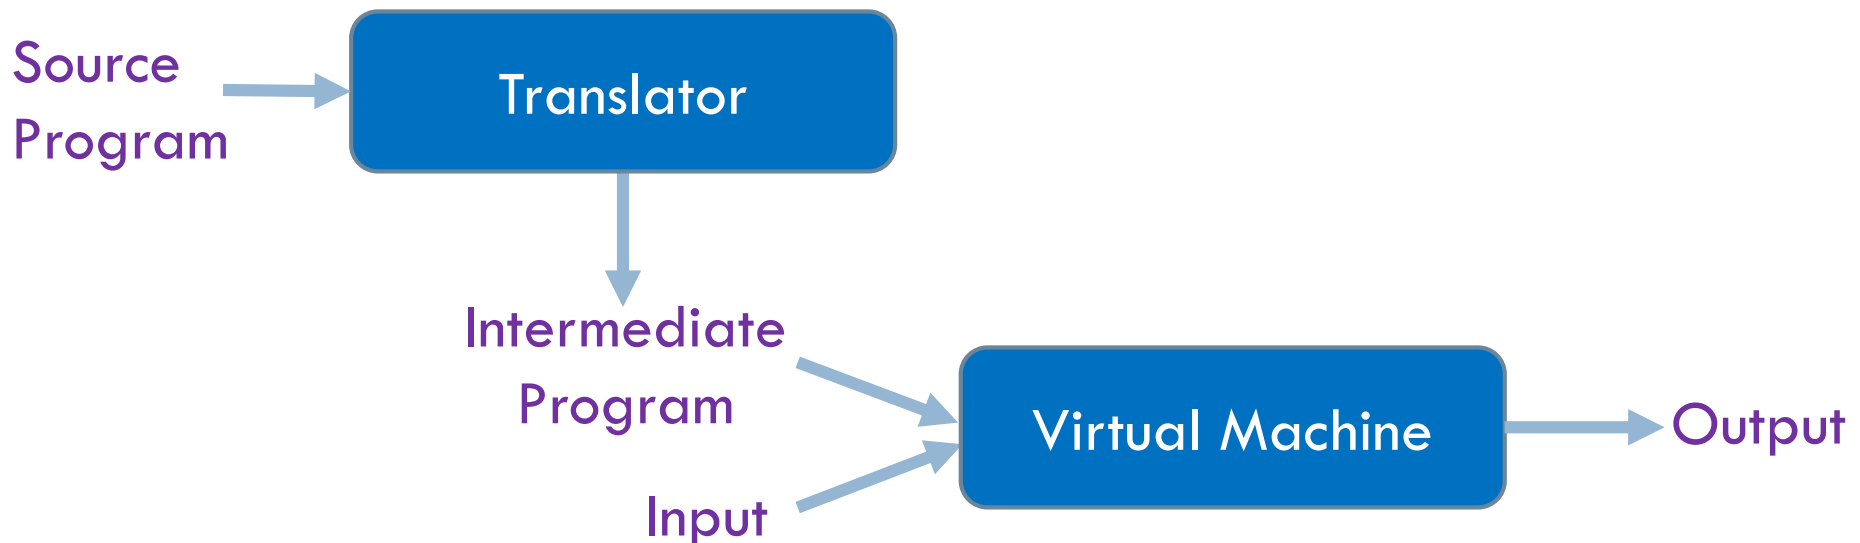 Source
Program
Translator
Intermediate
Program
Input
Virtual Machine
Output